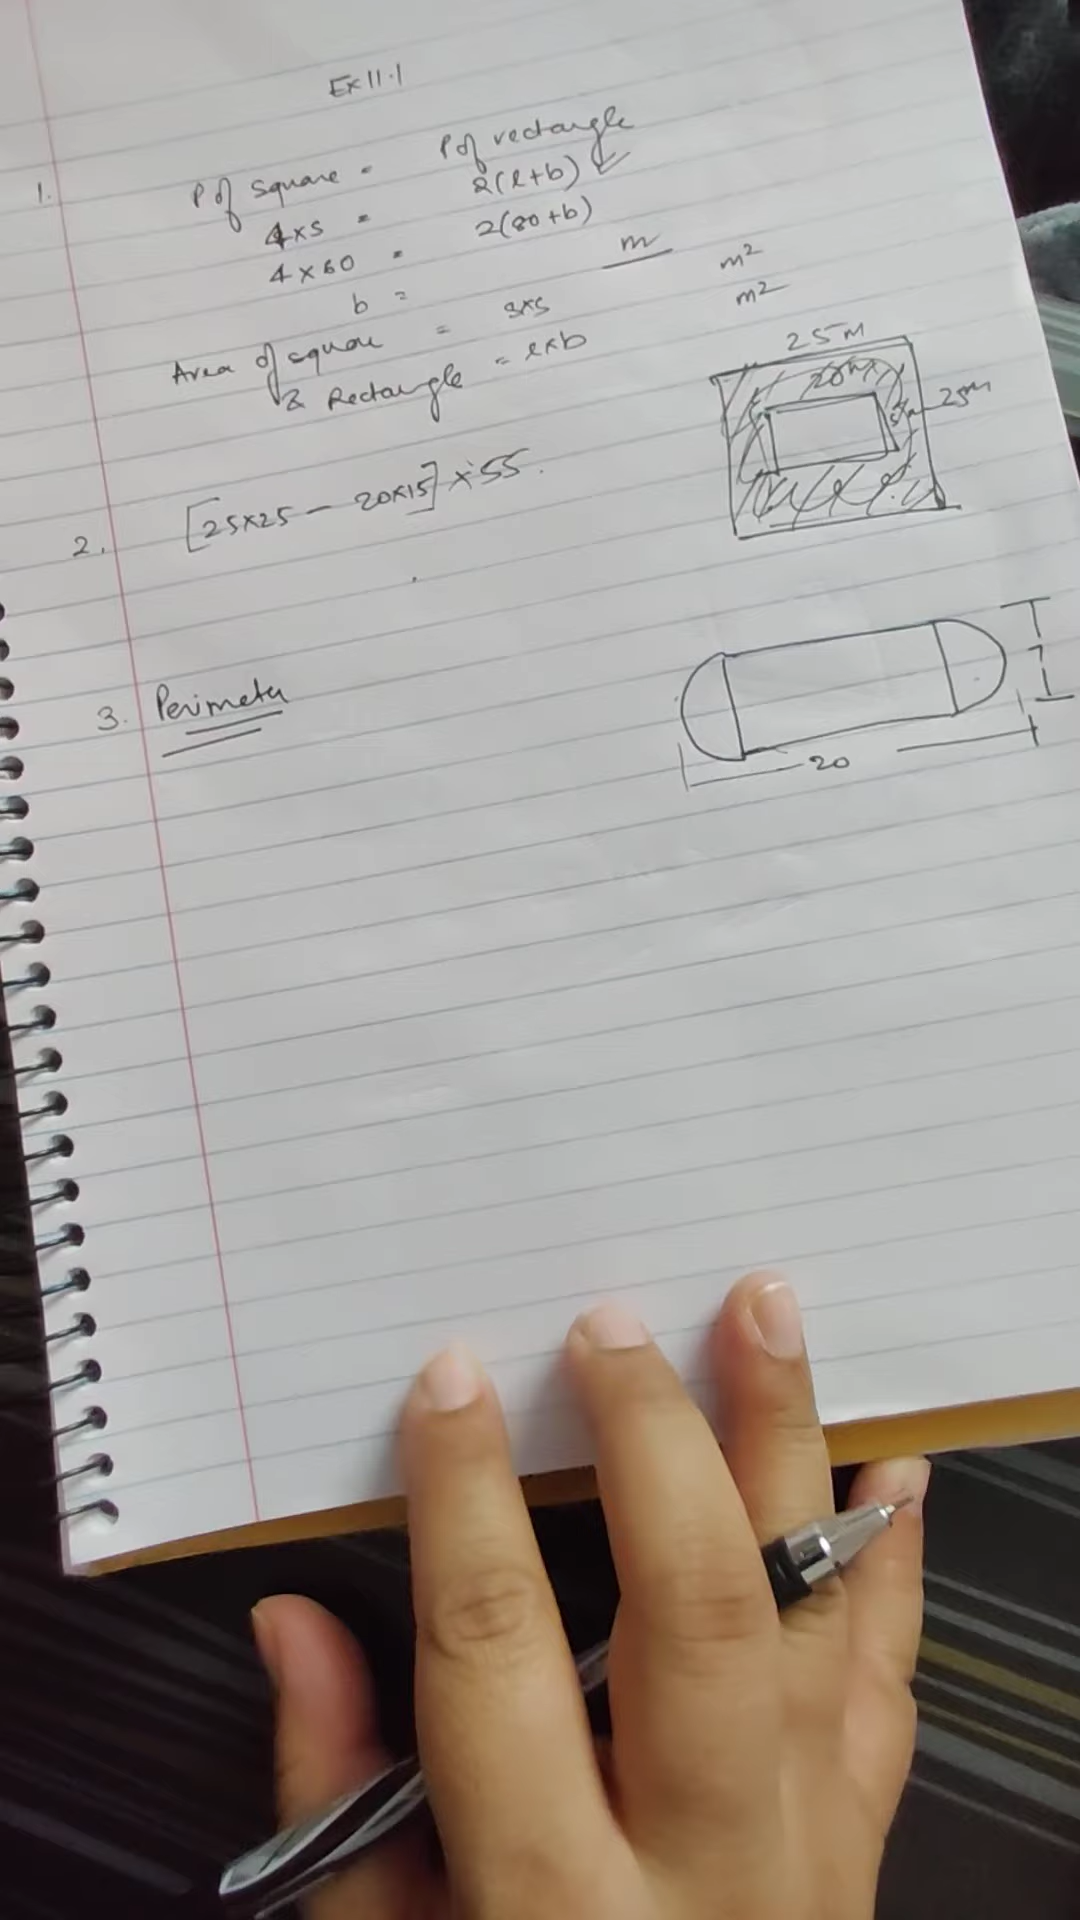 Ex 11.1
1. P of square = P of rectangle
4×s = 2(l+b)
4×60 = 2(80+b)
b = m
Area of square = s×s m²
& Rectangle = l×b m²
25M
20m
25M
2. [25×25 − 20×15] × 55.
3. Perimeter
7
20